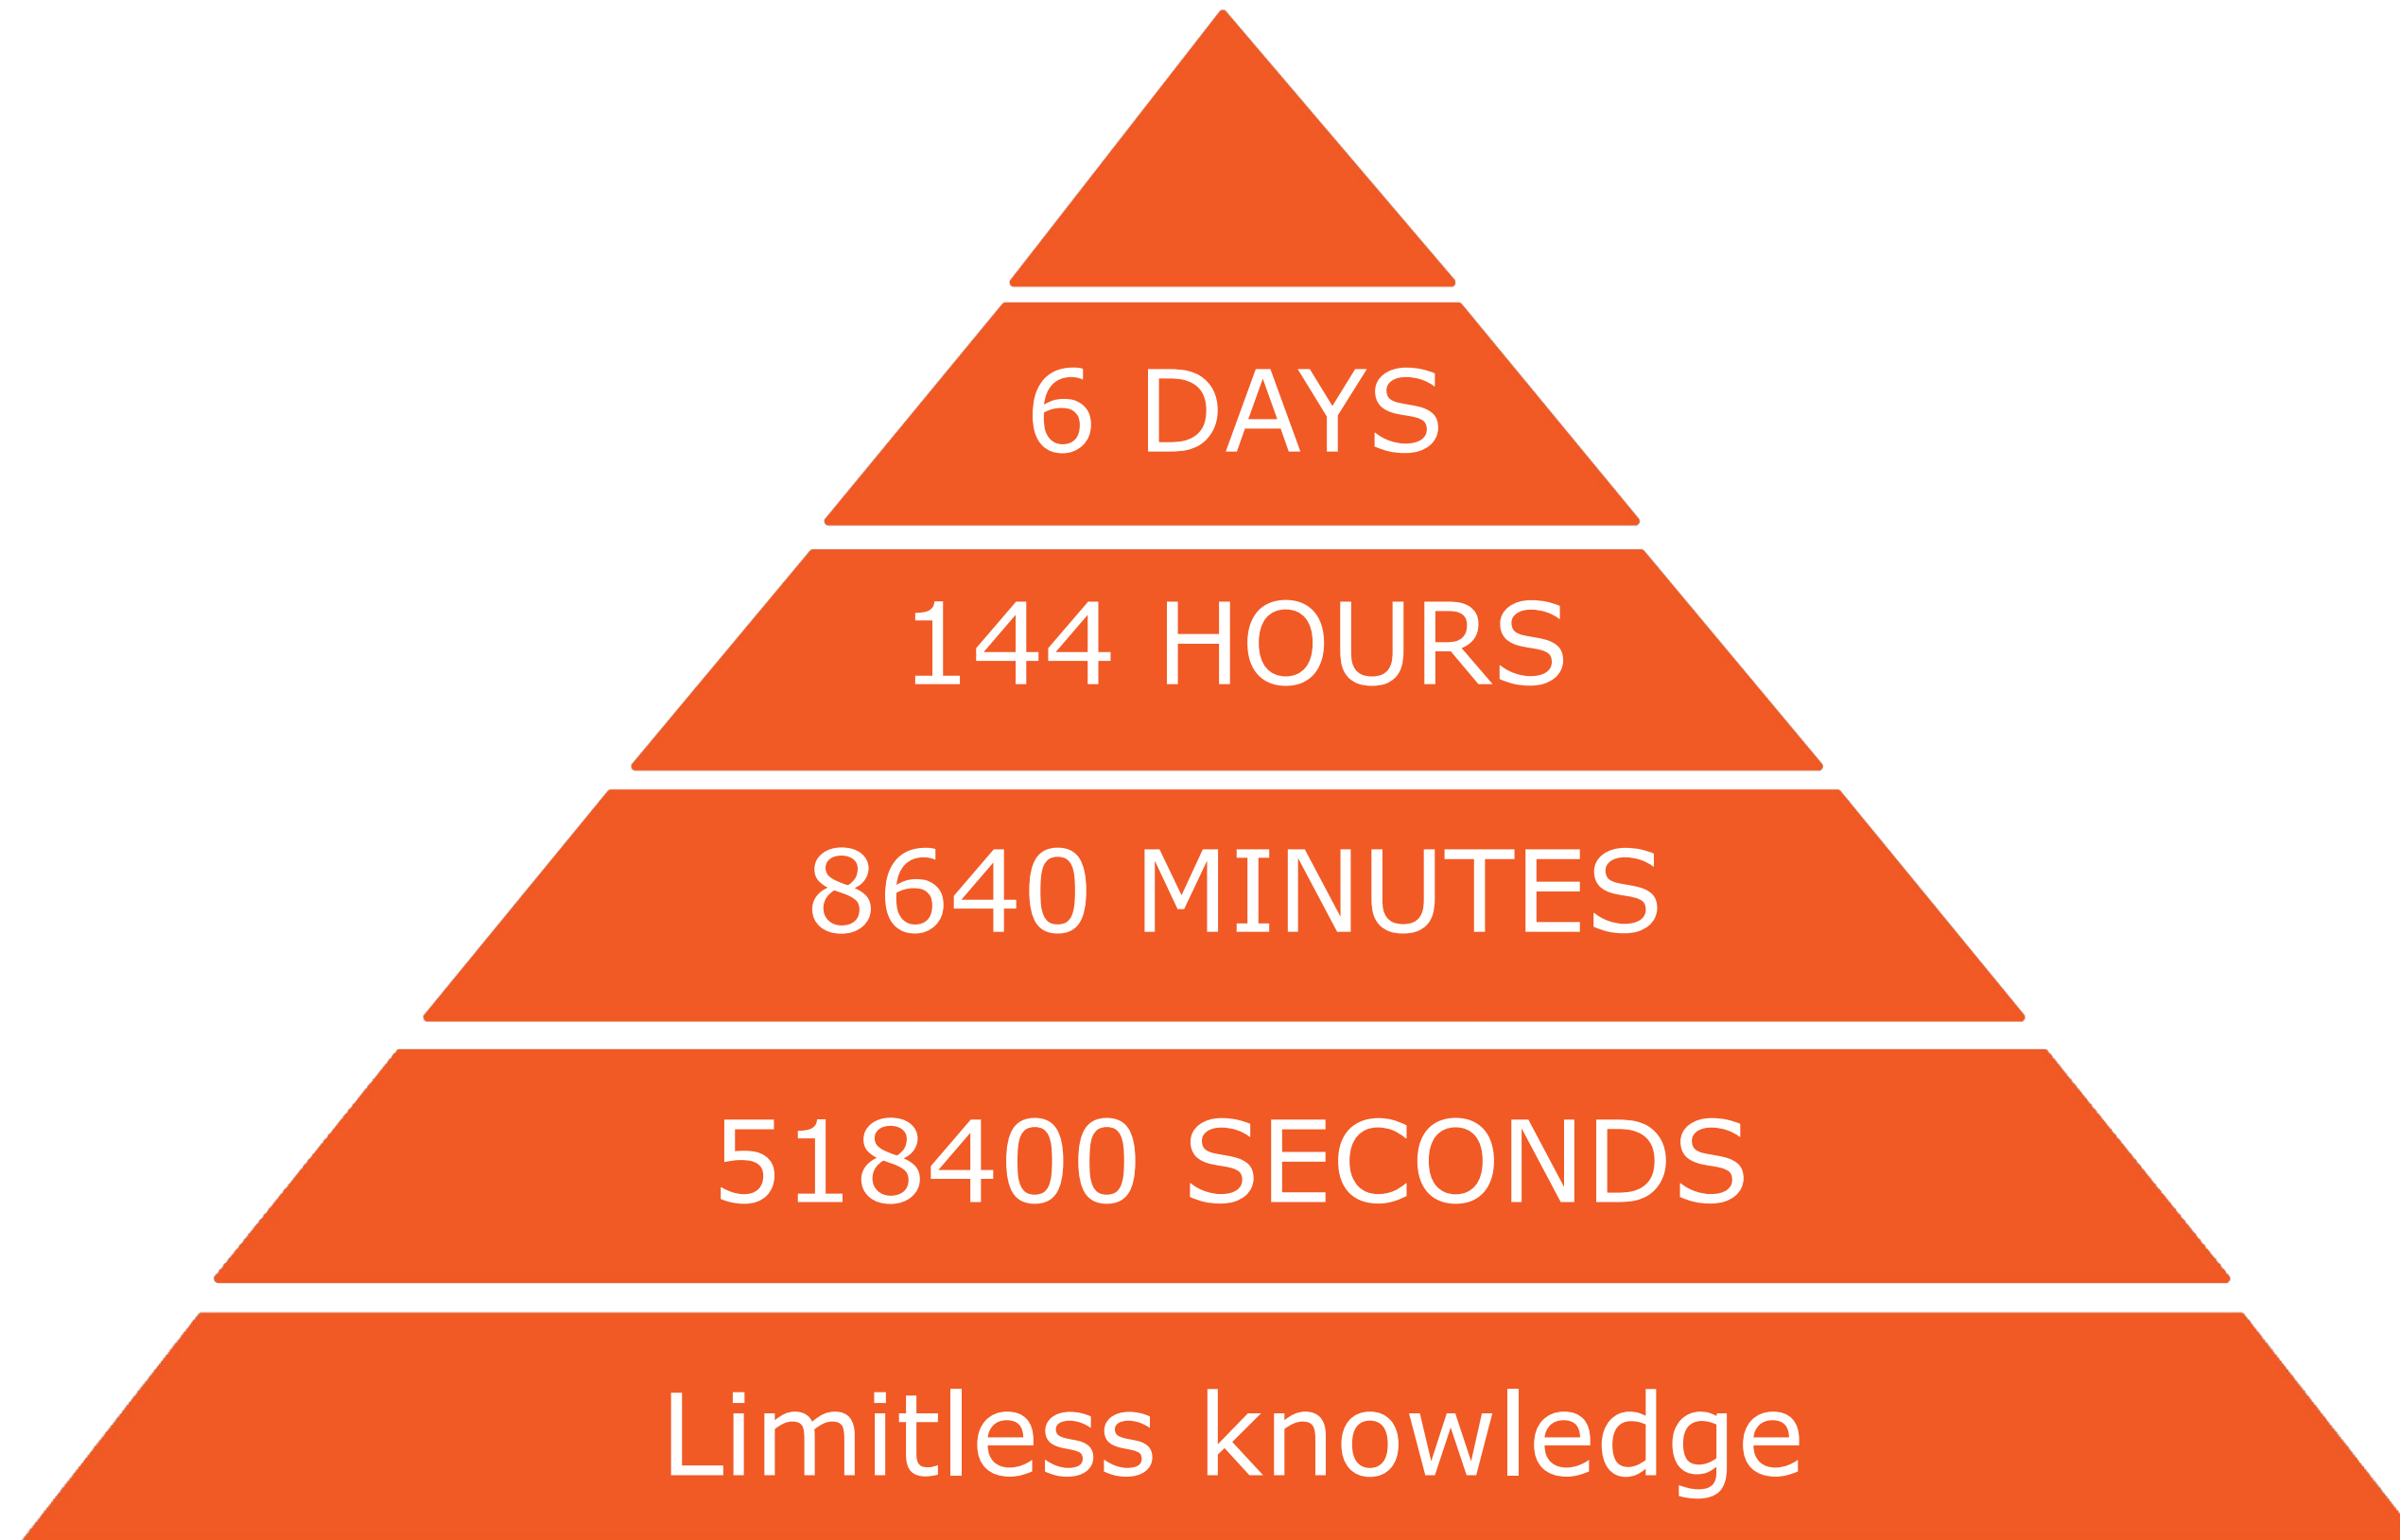 6 DAYS
144 HOURS
8640 MINUTES
518400 SECONDS
Limitless knowledge